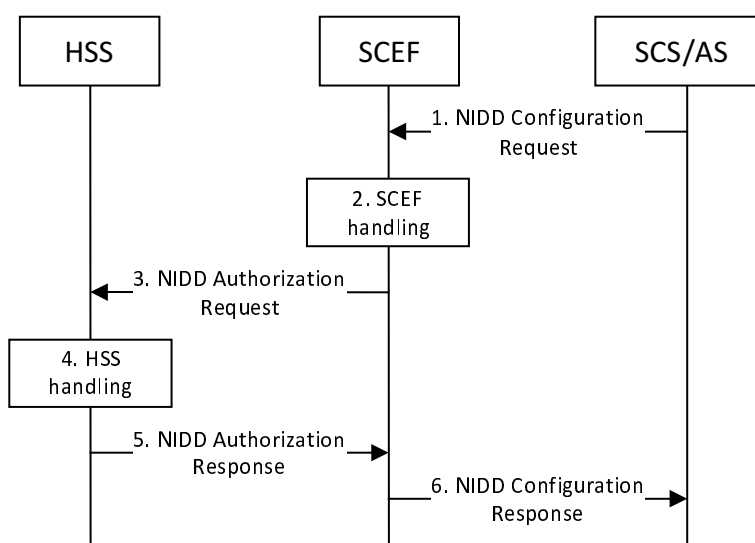 HSS
SCEF
SCS/AS
1. NIDD Configuration
Request
2. SCEF
handling
3. NIDD Authorization
Request
4. HSS
handling
5. NIDD Authorization
Response
6. NIDD Configuration
Response